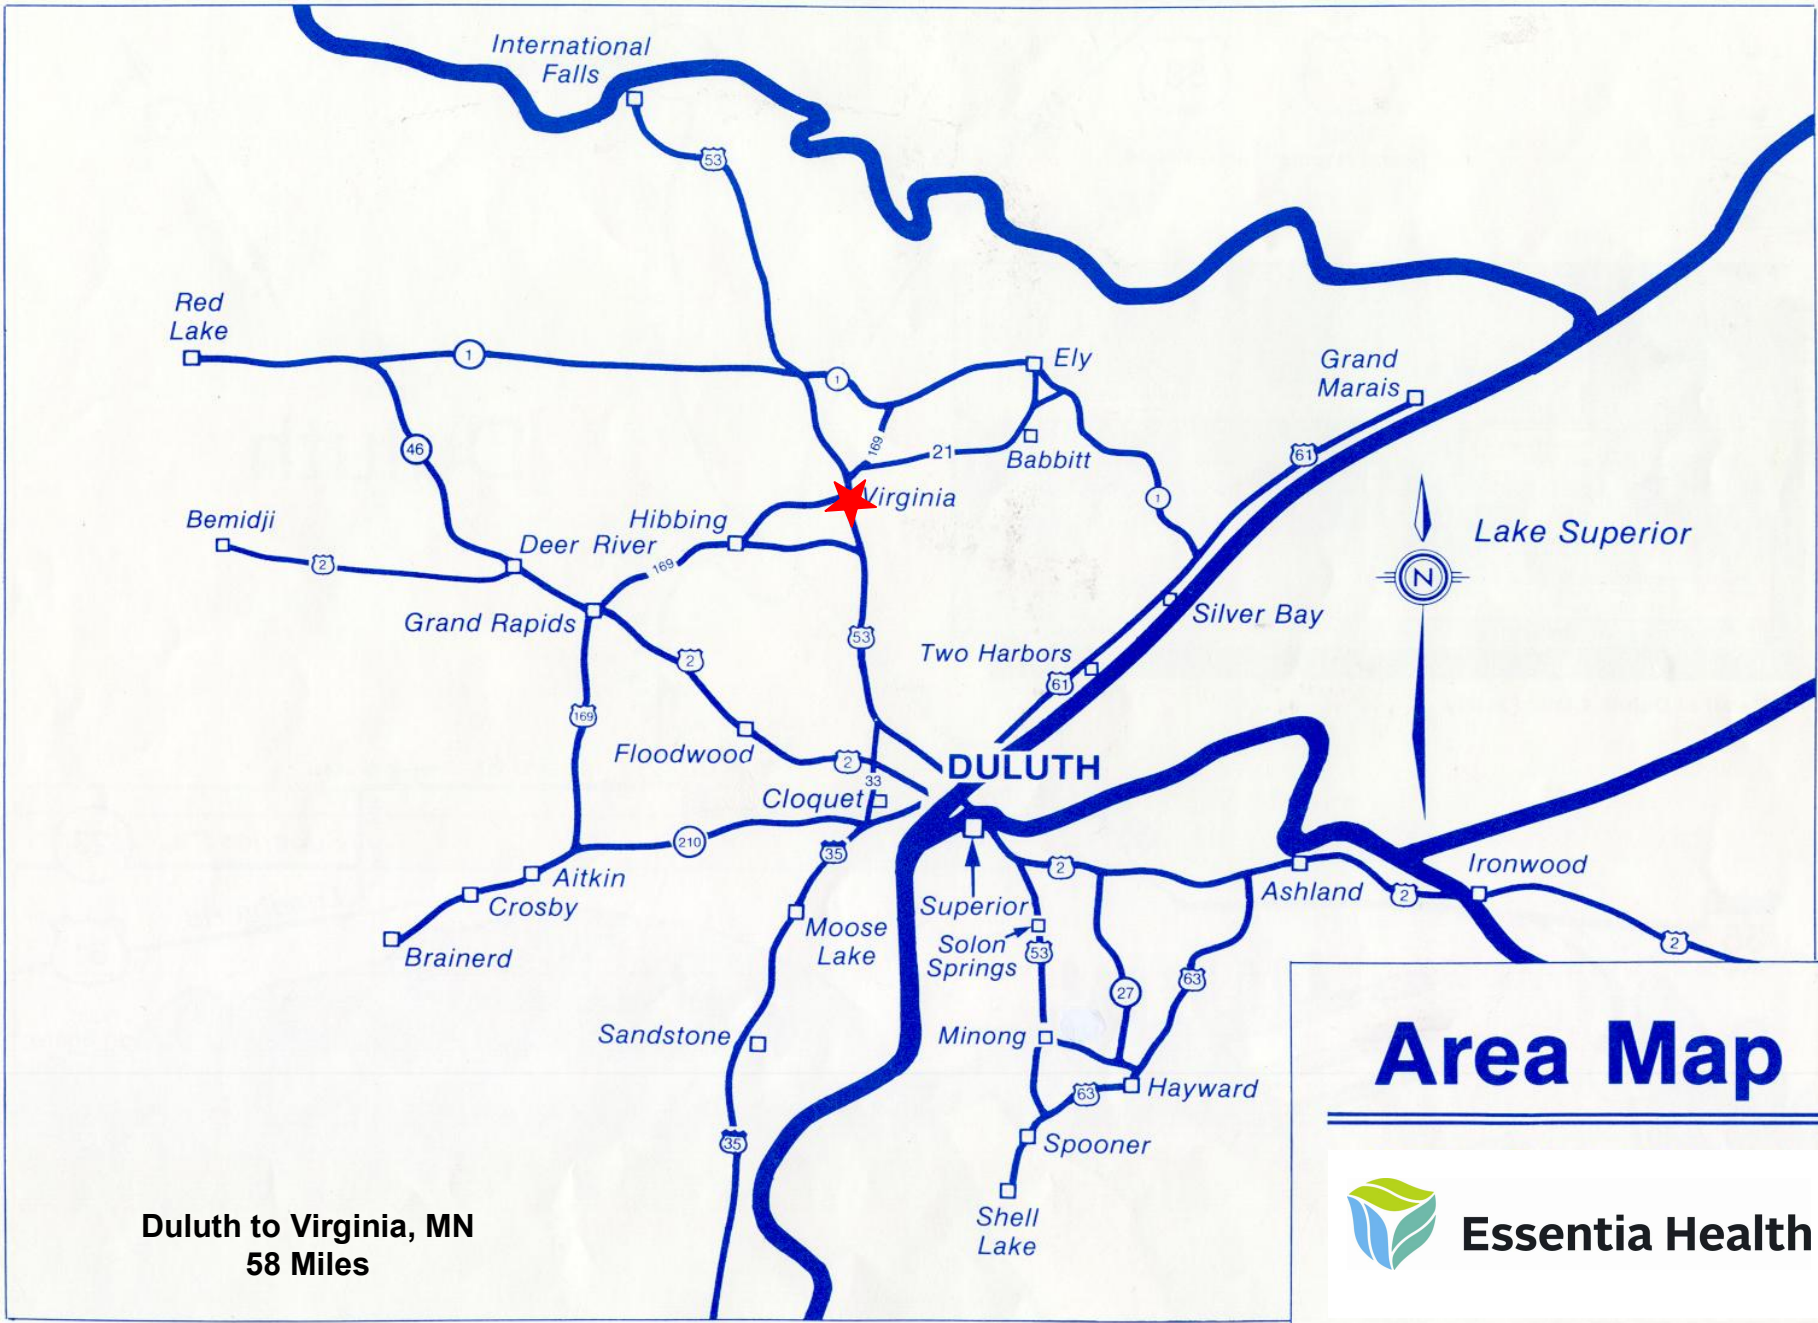 International
Falls
53
Red
Lake
1
1
Ely
Grand
Marais
61
46
169
21
Babbitt
1
Virginia
Bemidji
Hibbing
Deer River
2
169
Lake Superior
N
Grand Rapids
Silver Bay
53
Two Harbors
61
2
169
Floodwood
2
DULUTH
33
Cloquet
210
35
2
Ironwood
Aitkin
Ashland
2
Crosby
Superior
Moose
Lake
Solon
Springs
53
2
Brainerd
27
63
Sandstone
Minong
Area Map
63
Hayward
35
Spooner
Shell
Lake
Duluth to Virginia, MN
58 Miles
Essentia Health